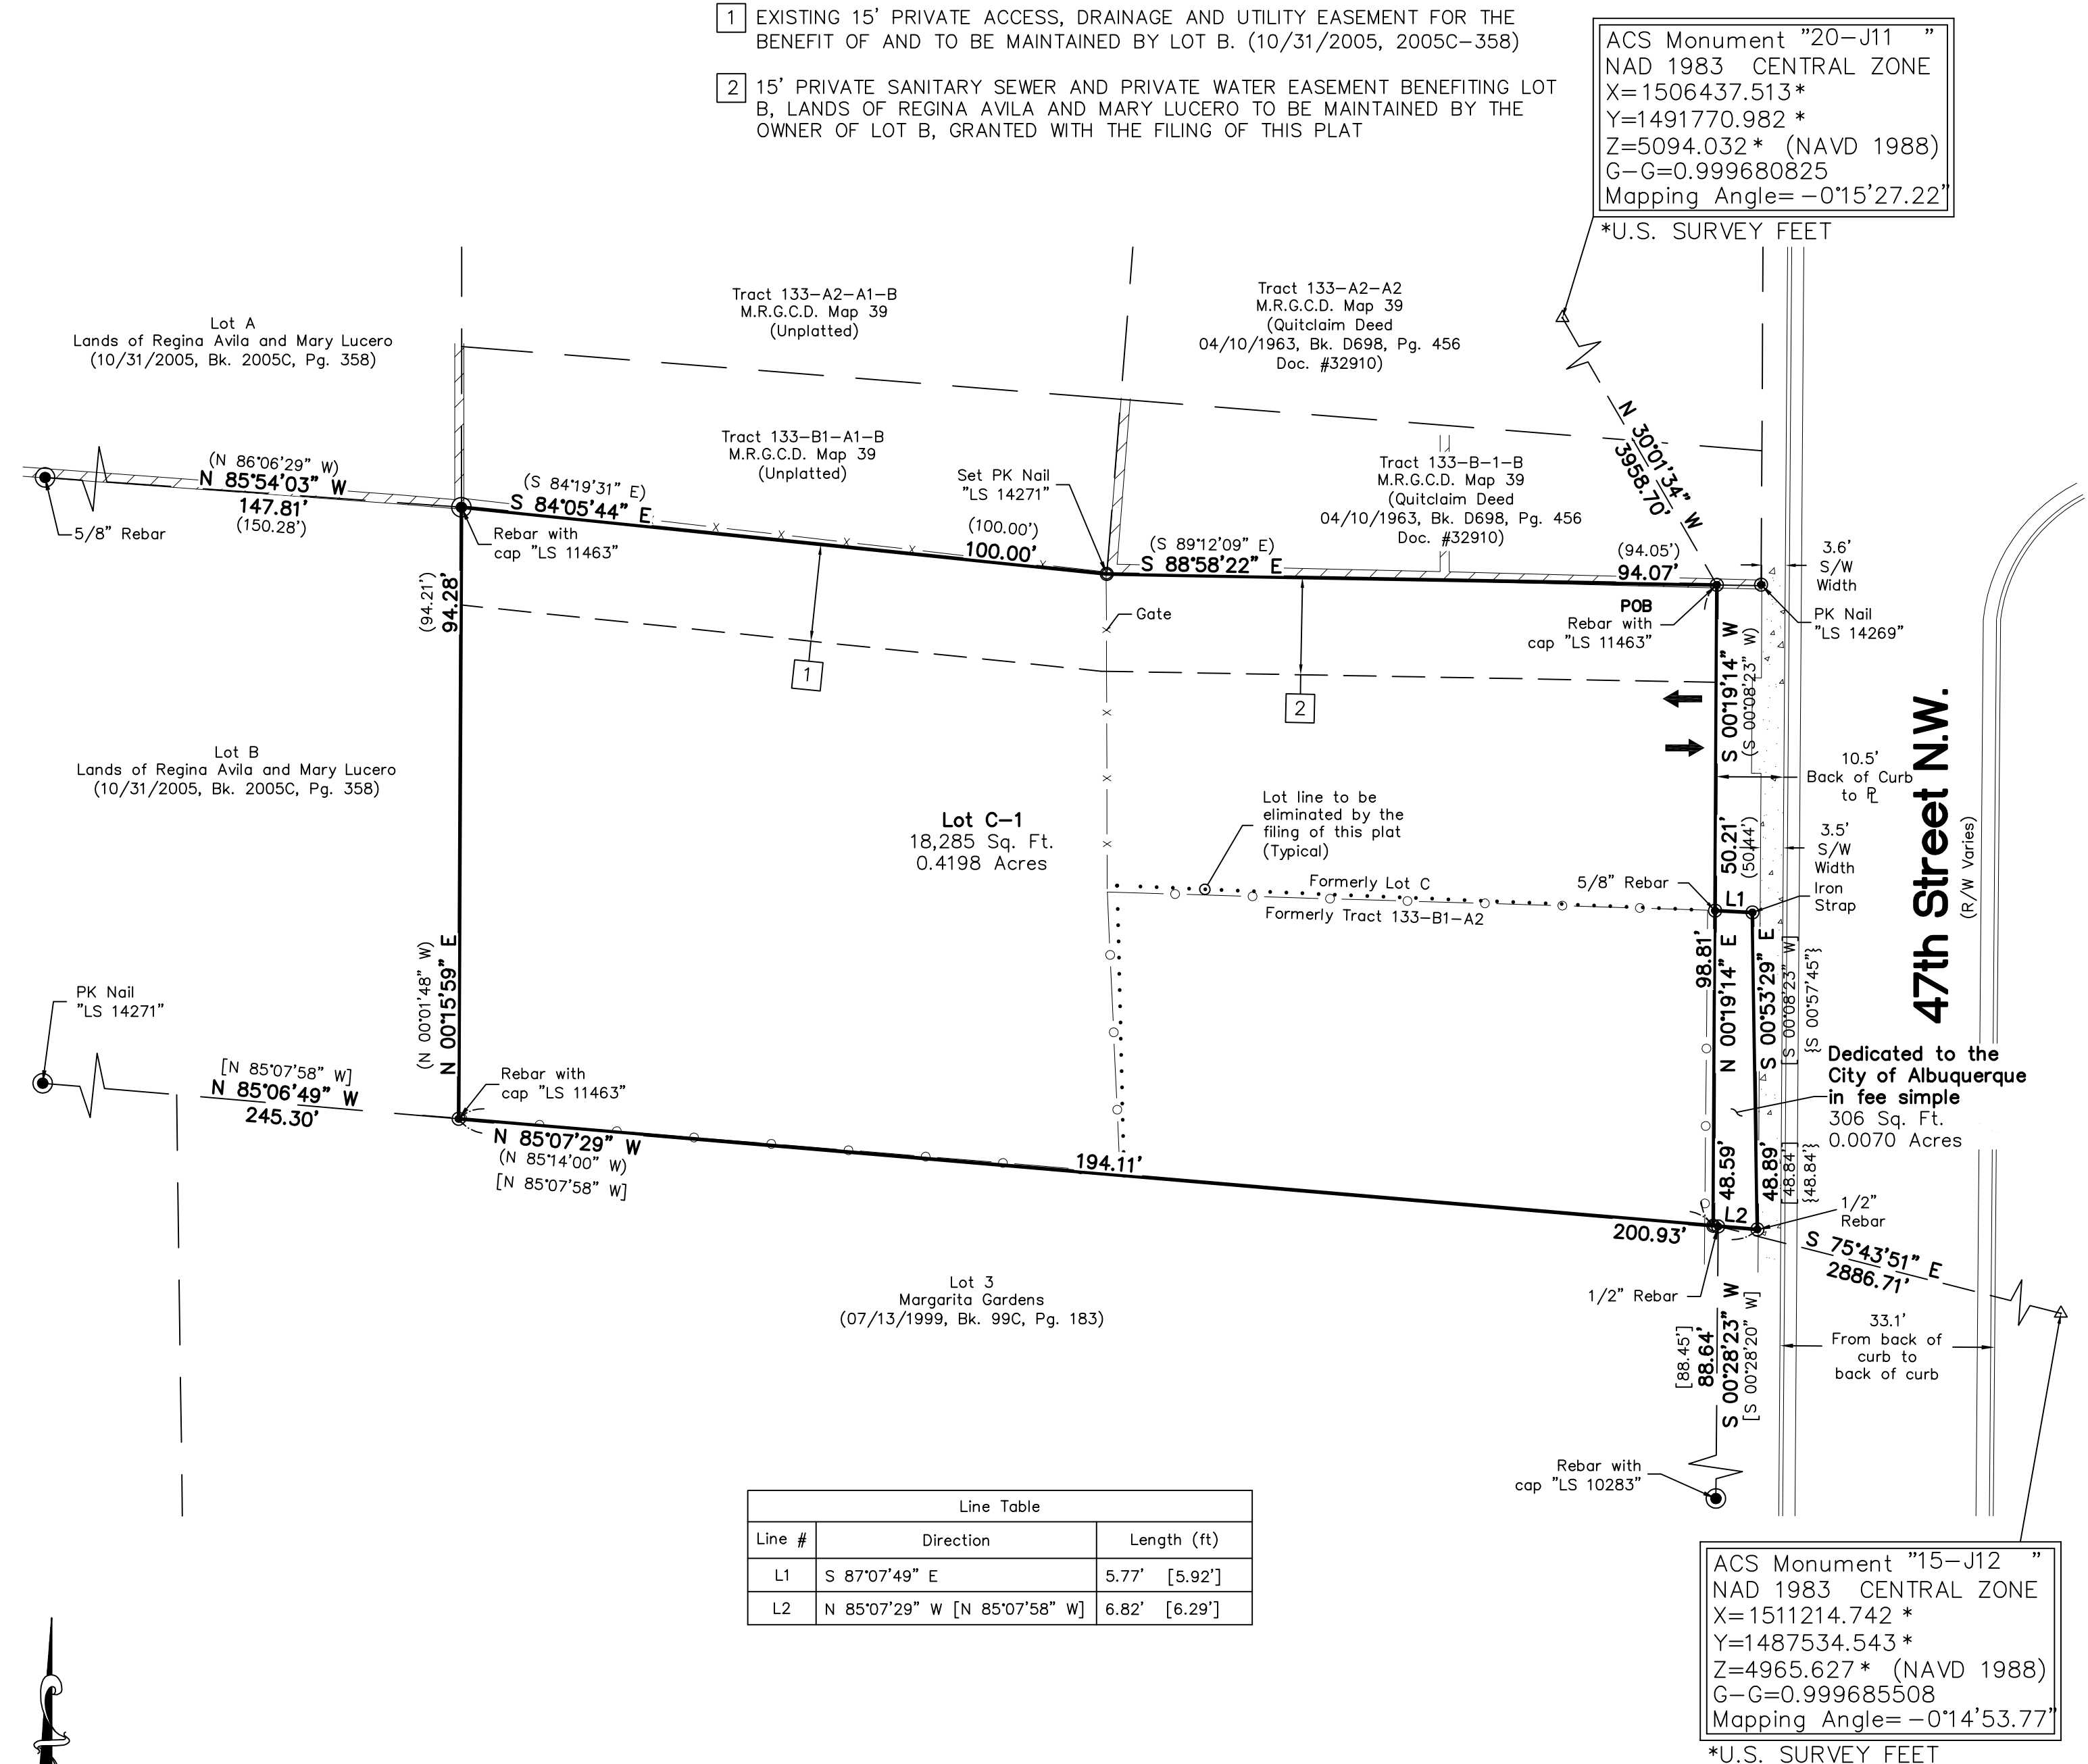 1 EXISTING 15' PRIVATE ACCESS, DRAINAGE AND UTILITY EASEMENT FOR THE
BENEFIT OF AND TO BE MAINTAINED BY LOT B. (10/31/2005, 2005C-358)
2 15' PRIVATE SANITARY SEWER AND PRIVATE WATER EASEMENT BENEFITING LOT
B, LANDS OF REGINA AVILA AND MARY LUCERO TO BE MAINTAINED BY THE
OWNER OF LOT B, GRANTED WITH THE FILING OF THIS PLAT
ACS Monument "20-J11 "
NAD 1983 CENTRAL ZONE
X=1506437.513*
Y=1491770.982 *
Z=5094.032* (NAVD 1988)
G-G=0.999680825
Mapping Angle= -0°15'27.22"
*U.S. SURVEY FEET
Lot A
Lands of Regina Avila and Mary Lucero
(10/31/2005, Bk. 2005C, Pg. 358)
Tract 133-A2-A1-B
M.R.G.C.D. Map 39
(Unplatted)
Tract 133-A2-A2
M.R.G.C.D. Map 39
(Quitclaim Deed
04/10/1963, Bk. D698, Pg. 456
Doc. #32910)
N 30°01'34" W
3958.70'
(N 86°06'29" W)
N 85°54'03" W
147.81'
(150.28')
5/8" Rebar
(S 84°19'31" E)
S 84°05'44" E
Rebar with
cap "LS 11463"
Tract 133-B1-A1-B
M.R.G.C.D. Map 39
(Unplatted)
(100.00')
100.00'
Set PK Nail
"LS 14271"
Tract 133-B-1-B
M.R.G.C.D. Map 39
(Quitclaim Deed
04/10/1963, Bk. D698, Pg. 456
Doc. #32910)
(S 89°12'09" E)
S 88°58'22" E
(94.05')
94.07'
3.6'
S/W
Width
POB
Rebar with
cap "LS 11463"
PK Nail
"LS 14269"
Gate
(94.21')
94.28'
1
2
S 00°19'14" W
(S 00°08'23" W)
Lot B
Lands of Regina Avila and Mary Lucero
(10/31/2005, Bk. 2005C, Pg. 358)
10.5'
Back of Curb
to PL
47th Street N.W.
(R/W Varies)
Lot C-1
18,285 Sq. Ft.
0.4198 Acres
Lot line to be
eliminated by the
filing of this plat
(Typical)
50.21'
(50.44')
3.5'
S/W
Width
Formerly Lot C
Formerly Tract 133-B1-A2
5/8" Rebar
L1
Iron
Strap
(N 00°01'48" W)
N 00°15'59" E
98.81'
N 00°19'14" E
S 00°53'29" E
[S 00°08'23" W]
{S 00°57'45"}
PK Nail
"LS 14271"
[N 85°07'58" W]
N 85°06'49" W
245.30'
Rebar with
cap "LS 11463"
Dedicated to the
City of Albuquerque
in fee simple
306 Sq. Ft.
0.0070 Acres
N 85°07'29" W
(N 85°14'00" W)
[N 85°07'58" W]
194.11'
48.59'
48.89'
[48.84']
{48.84'}
200.93'
L2
1/2"
Rebar
S 75°43'51" E
2886.71'
1/2" Rebar
Lot 3
Margarita Gardens
(07/13/1999, Bk. 99C, Pg. 183)
[88.45']
88.64'
S 00°28'23" W
[S 00°28'20" W]
33.1'
From back of
curb to
back of curb
Rebar with
cap "LS 10283"
Line Table
Line # Direction Length (ft)
L1 S 87°07'49" E 5.77' [5.92']
L2 N 85°07'29" W [N 85°07'58" W] 6.82' [6.29']
ACS Monument "15-J12 "
NAD 1983 CENTRAL ZONE
X=1511214.742 *
Y=1487534.543 *
Z=4965.627* (NAVD 1988)
G-G=0.999685508
Mapping Angle= -0°14'53.77"
*U.S. SURVEY FEET